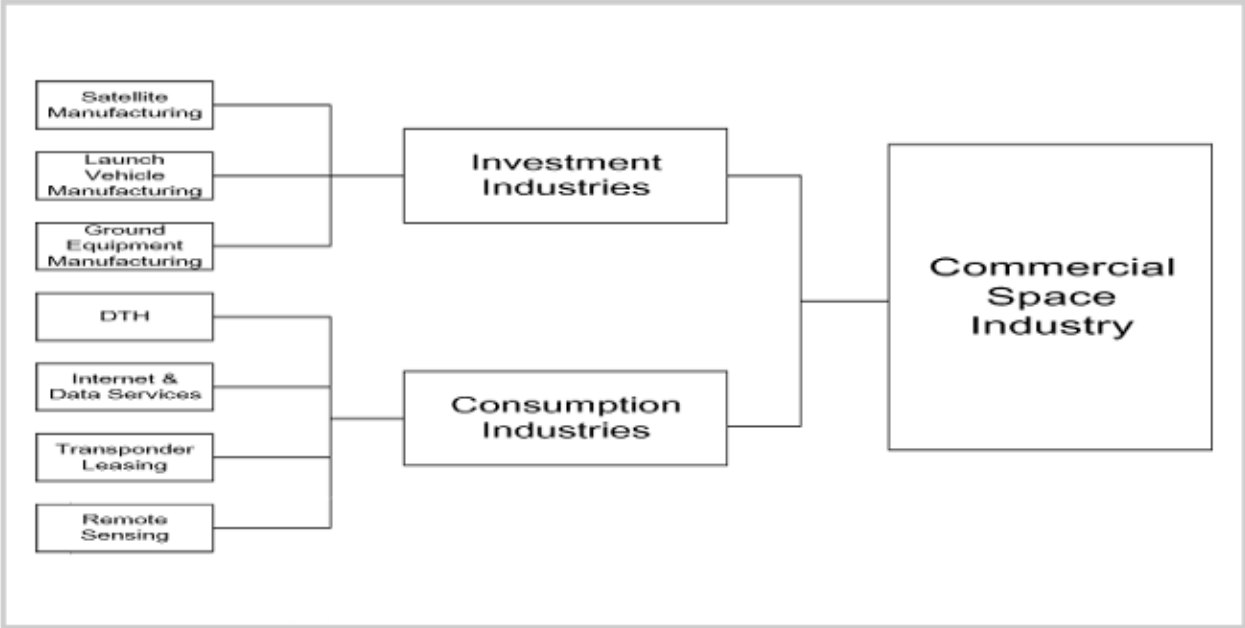 Satellite
Manufacturing
Launch
Vehicle
Manufacturing
Ground
Equipment
Manufacturing
DTH
Internet &
Data Services
Transponder
Leasing
Remote
Sensing
Investment
Industries
Consumption
Industries
Commercial
Space
Industry